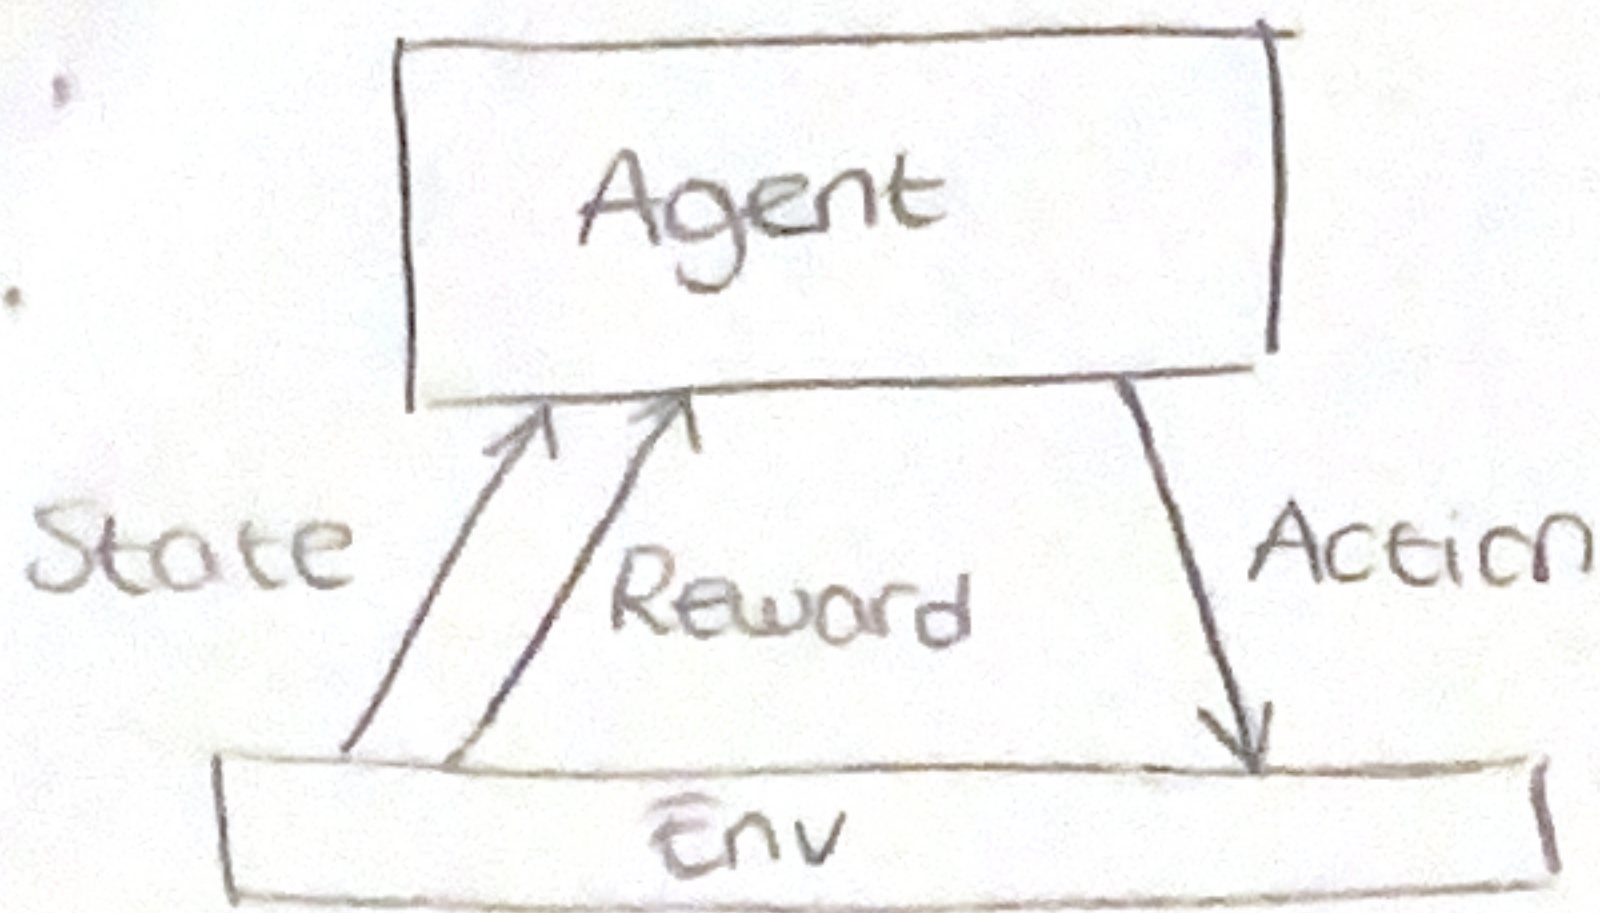 Agent
State
Reward
Action
Env